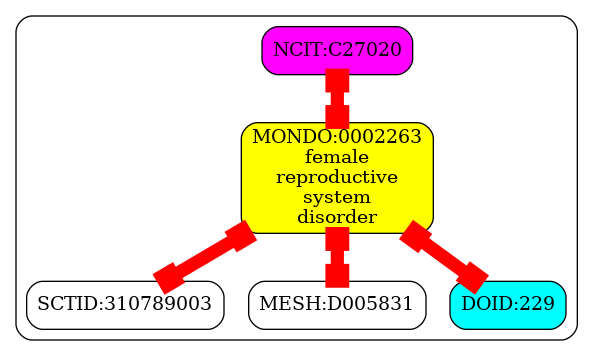 NCIT:C27020
MONDO:0002263
female
reproductive
system
disorder
SCTID:310789003
MESH:D005831
DOID:229